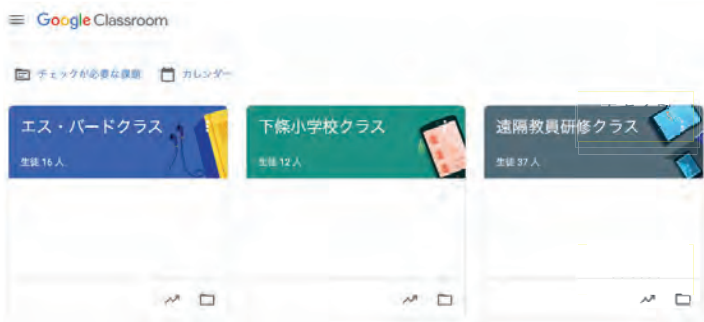 Google Classroom
チェックが必要な課題 カレンダー
エス・バードクラス
生徒 16 人
下條小学校クラス
生徒 12 人
遠隔教員研修クラス
生徒 37 人